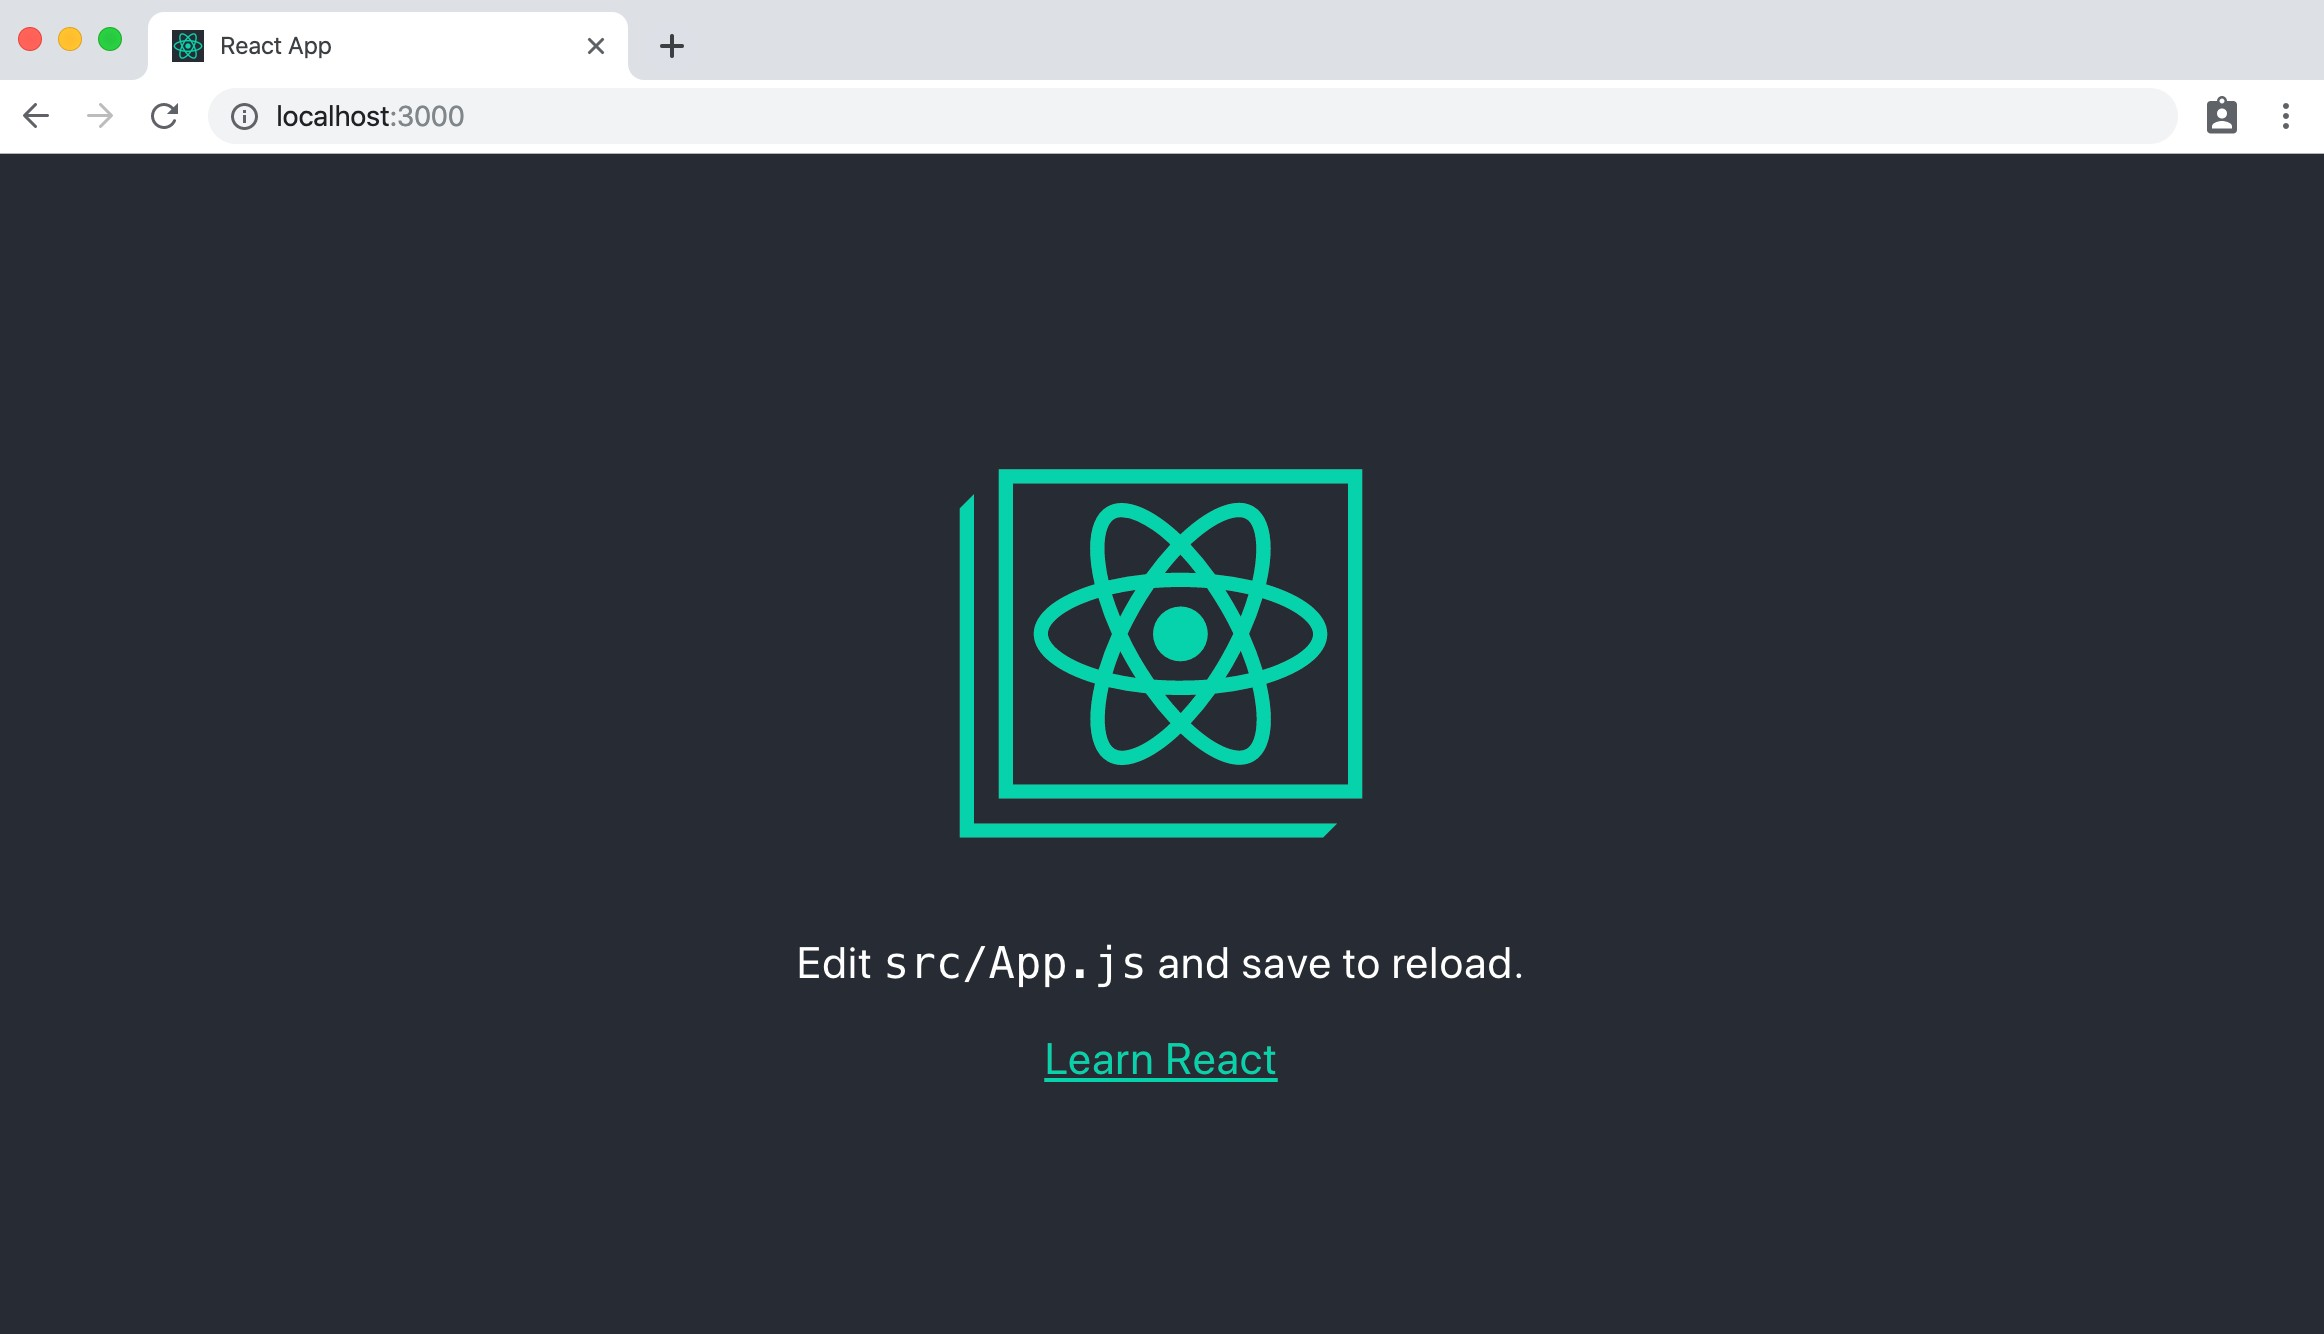 React App
localhost:3000
Edit src/App.js and save to reload.
Learn React